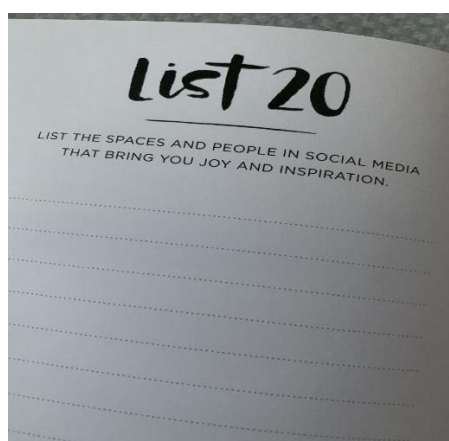 List 20
LIST THE SPACES AND PEOPLE IN SOCIAL MEDIA
THAT BRING YOU JOY AND INSPIRATION.